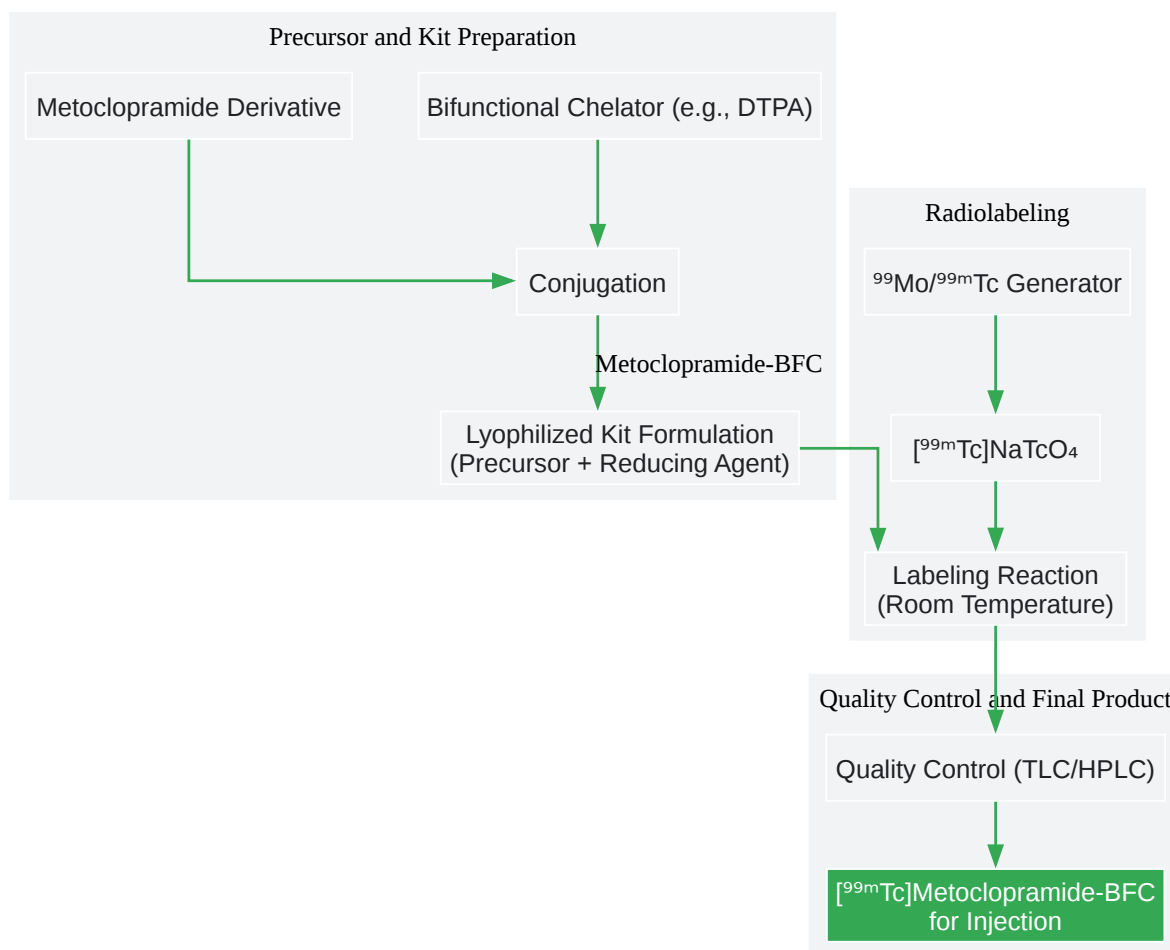 Precursor and Kit Preparation
Metoclopramide Derivative
Bifunctional Chelator (e.g., DTPA)
Conjugation
Metoclopramide-BFC
Lyophilized Kit Formulation
(Precursor + Reducing Agent)
Radiolabeling
⁹⁹Mo/⁹⁹ᵐTc Generator
[⁹⁹ᵐTc]NaTcO₄
Labeling Reaction
(Room Temperature)
Quality Control and Final Product
Quality Control (TLC/HPLC)
[⁹⁹ᵐTc]Metoclopramide-BFC
for Injection